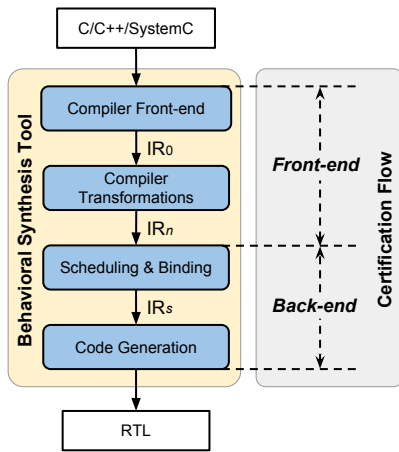 C/C++/SystemC
Behavioral Synthesis Tool
Compiler Front-end
IR0
Compiler
Transformations
IRn
Scheduling & Binding
IRs
Code Generation
RTL
Front-end
Back-end
Certification Flow